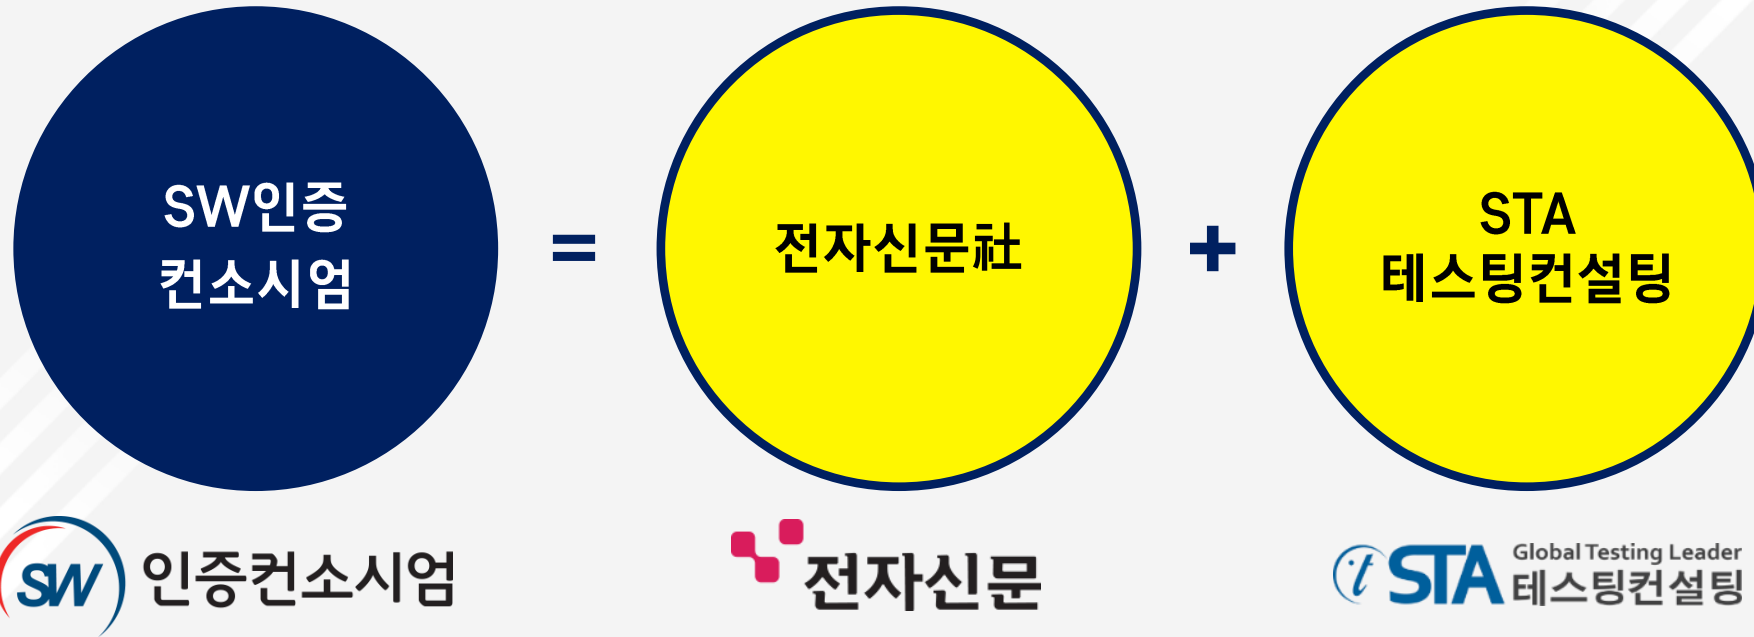 SW인증
컨소시엄
=
전자신문社
+
STA
테스팅컨설팅
SW 인증컨소시엄
전자신문
it STA Global Testing Leader
테스팅컨설팅